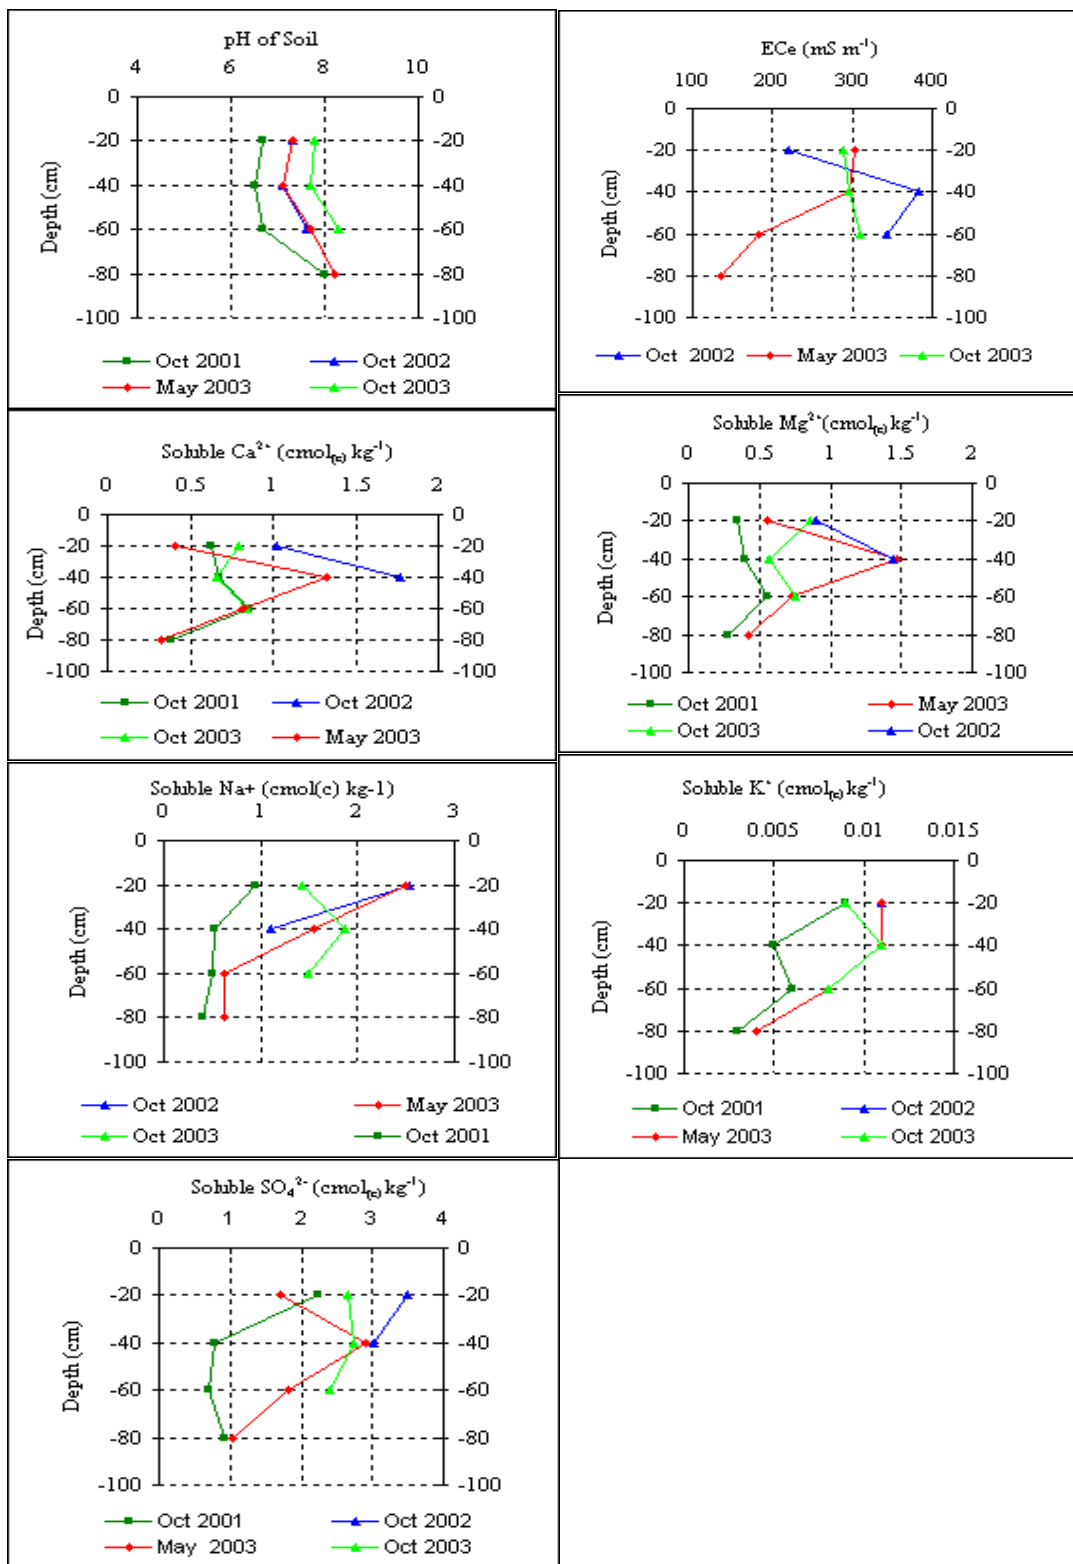 pH of Soil
4 6 8 10
0 0
-20 -20
-40 -40
-60 -60
-80 -80
-100 -100
Depth (cm)
Oct 2001 Oct 2002
May 2003 Oct 2003
ECe (mS m⁻¹)
100 200 300 400
0 0
-20 -20
-40 -40
-60 -60
-80 -80
-100 -100
Depth (cm)
Oct 2002 May 2003 Oct 2003
Soluble Ca²⁺ (cmol₍c₎ kg⁻¹)
0 0.5 1 1.5 2
0 0
-20 -20
-40 -40
-60 -60
-80 -80
-100 -100
Depth (cm)
Oct 2001 Oct 2002
Oct 2003 May 2003
Soluble Mg²⁺(cmol₍c₎ kg⁻¹)
0 0.5 1 1.5 2
0 0
-20 -20
-40 -40
-60 -60
-80 -80
-100 -100
Depth (cm)
Oct 2001 May 2003
Oct 2003 Oct 2002
Soluble Na+ (cmol(c) kg-1)
0 1 2 3
0 0
-20 -20
-40 -40
-60 -60
-80 -80
-100 -100
Depth (cm)
Oct 2002 May 2003
Oct 2003 Oct 2001
Soluble K⁺ (cmol₍c₎ kg⁻¹)
0 0.005 0.01 0.015
0 0
-20 -20
-40 -40
-60 -60
-80 -80
-100 -100
Depth (cm)
Oct 2001 Oct 2002
May 2003 Oct 2003
Soluble SO₄²⁻ (cmol₍c₎ kg⁻¹)
0 1 2 3 4
0 0
-20 -20
-40 -40
-60 -60
-80 -80
-100 -100
Depth (cm)
Oct 2001 Oct 2002
May 2003 Oct 2003